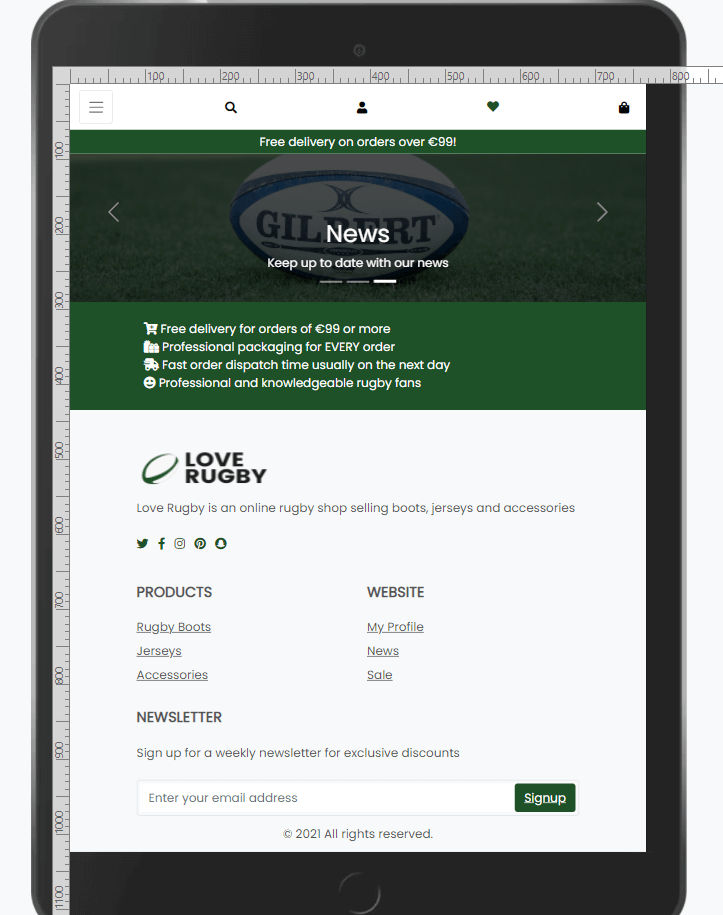 100 200 300 400 500 600 700 800
100
200
300
400
500
600
700
800
900
1000
1100
Free delivery on orders over €99!
GILBERT
News
Keep up to date with our news
Free delivery for orders of €99 or more
Professional packaging for EVERY order
Fast order dispatch time usually on the next day
Professional and knowledgeable rugby fans
LOVE
RUGBY
Love Rugby is an online rugby shop selling boots, jerseys and accessories
PRODUCTS
WEBSITE
Rugby Boots
My Profile
Jerseys
News
Accessories
Sale
NEWSLETTER
Sign up for a weekly newsletter for exclusive discounts
Enter your email address
Signup
© 2021 All rights reserved.